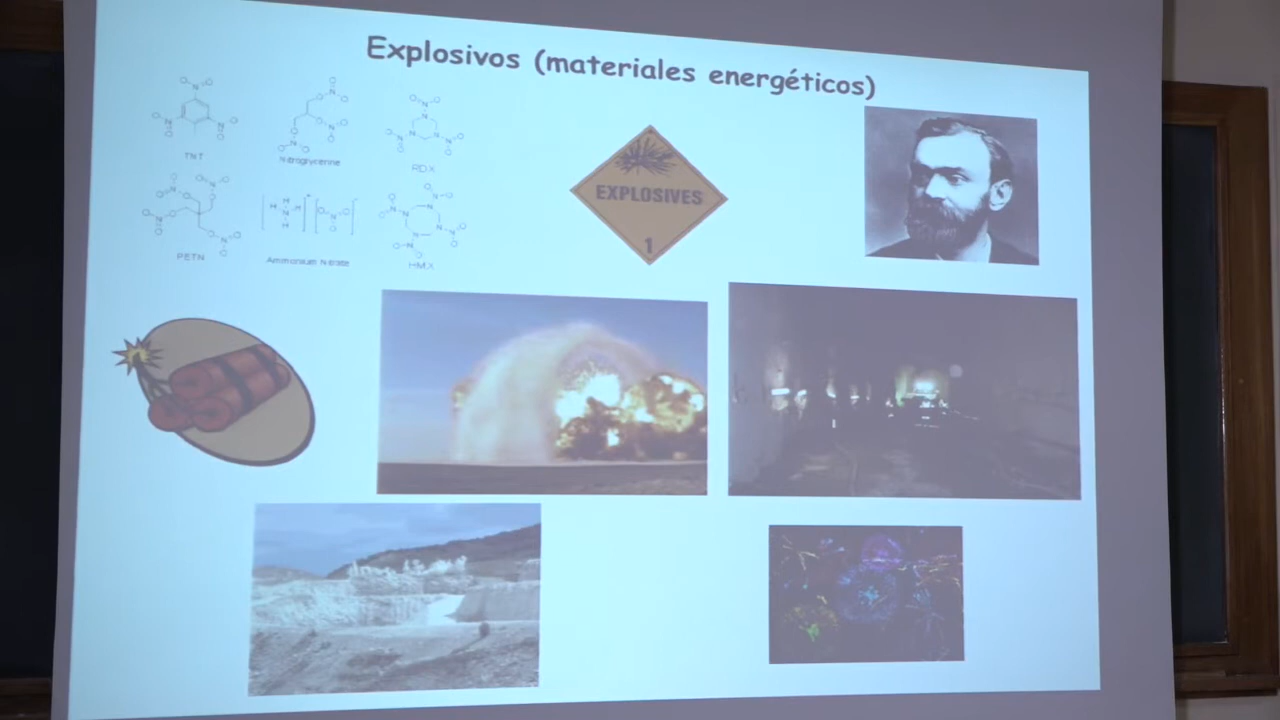 Explosivos (materiales energéticos)
TNT
Nitroglycerine
RDX
PETN
Ammonium Nitrate
HMX
EXPLOSIVES
1